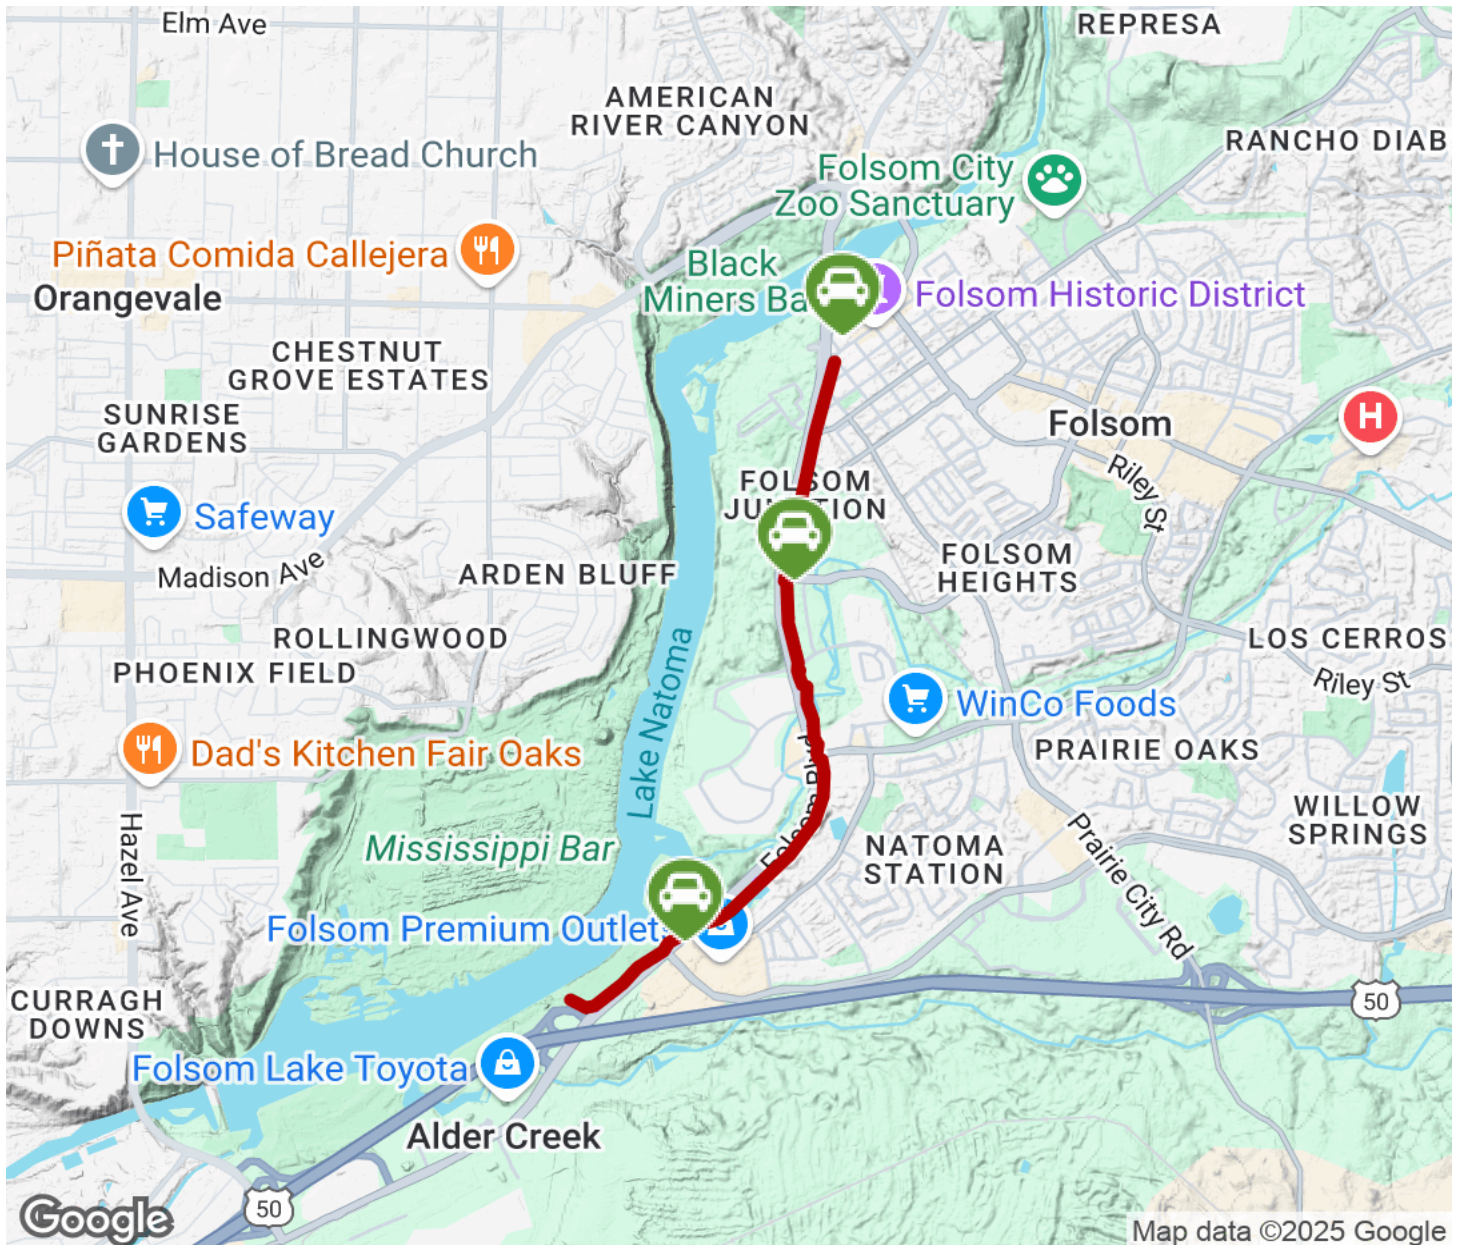 Elm Ave
REPRESA
AMERICAN
RIVER CANYON
RANCHO DIAB
House of Bread Church
Folsom City
Zoo Sanctuary
Piñata Comida Callejera
Black
Miners Ba
Orangevale
Folsom Historic District
CHESTNUT
GROVE ESTATES
SUNRISE
GARDENS
Folsom
H
Riley St
FOLSOM
JUNCTION
Safeway
Madison Ave
ARDEN BLUFF
FOLSOM
HEIGHTS
ROLLINGWOOD
LOS CERROS
PHOENIX FIELD
Riley St
Lake Natoma
WinCo Foods
Dad's Kitchen Fair Oaks
PRAIRIE OAKS
Folsom Blvd
Hazel Ave
Mississippi Bar
NATOMA
STATION
WILLOW
SPRINGS
Prairie City Rd
Folsom Premium Outlets
CURRAGH
DOWNS
50
Folsom Lake Toyota
Alder Creek
50
Google
Map data ©2025 Google